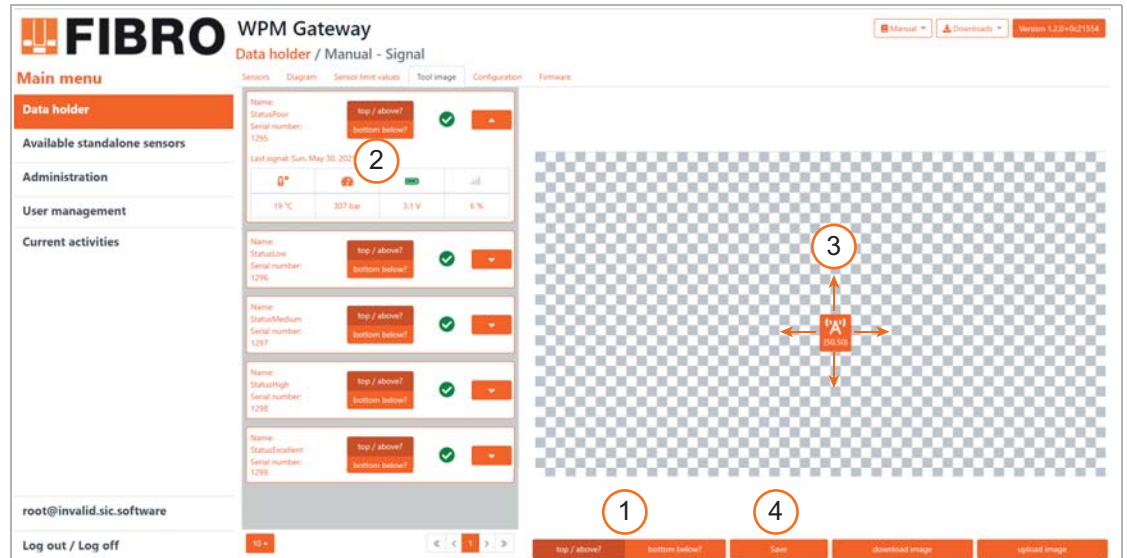 FIBRO
WPM Gateway
Manual
Downloads
Version 1.2.0+0c21554
Data holder / Manual - Signal
Main menu
Sensors Diagram Sensor limit values Tool image Configuration Firmware
Data holder
Available standalone sensors
Administration
User management
Current activities
root@invalid.sic.software
Log out / Log off
Name:
StatusPoor
Serial number:
1295
top / above?
bottom below?
Last signal: Sun, May 30, 202
2
19 °C 307 bar 3.1 V 6 %
Name:
StatusLow
Serial number:
1296
top / above?
bottom below?
Name:
StatusMedium
Serial number:
1297
top / above?
bottom below?
Name:
StatusHigh
Serial number:
1298
top / above?
bottom below?
Name:
StatusExcellent
Serial number:
1299
top / above?
bottom below?
10
« < 1 > »
3
(50,50)
1
4
top / above? bottom below? Save download image upload image